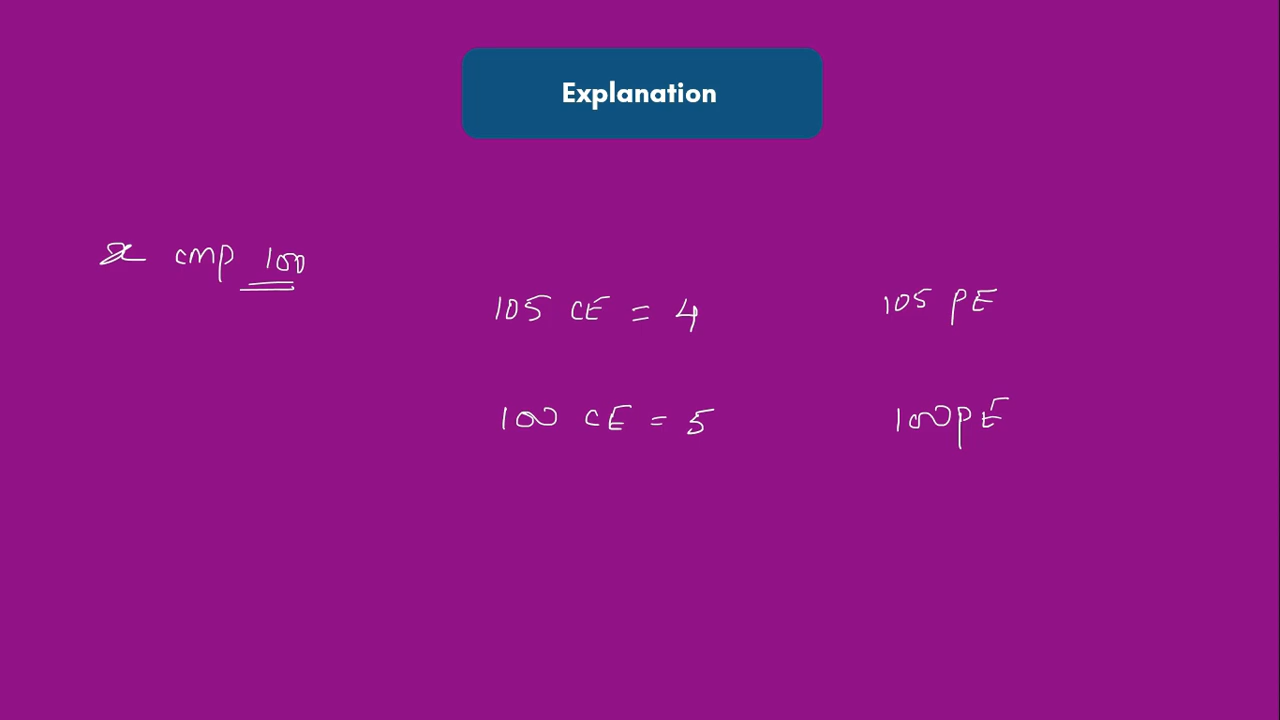 Explanation
x cmp 100
105 CE = 4 105 PE
100 CE = 5 100 PE